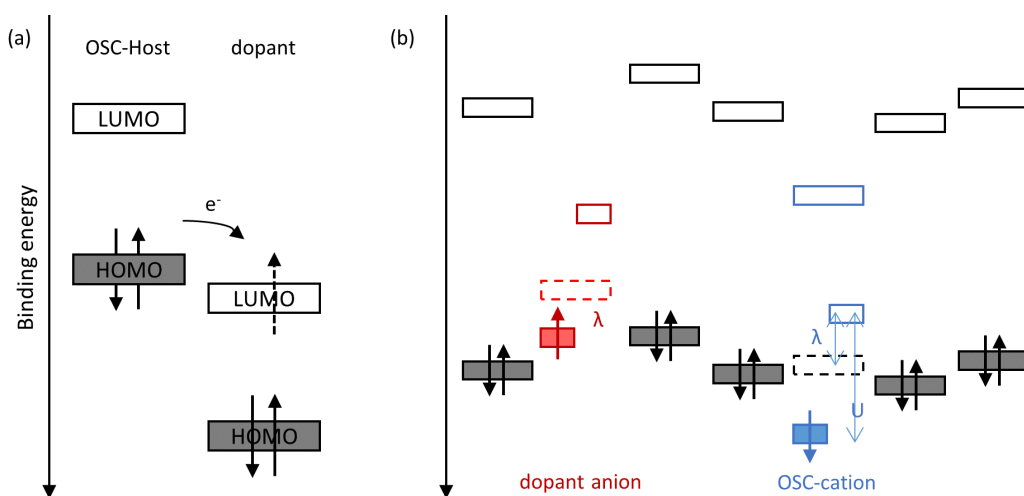 (a)
OSC-Host
dopant
LUMO
e-
HOMO
LUMO
HOMO
Binding energy
(b)
λ
λ
U
dopant anion
OSC-cation